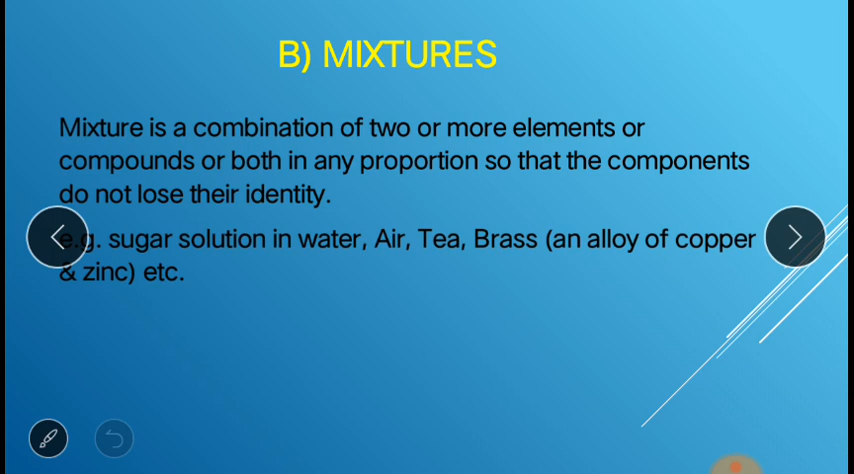 B) MIXTURES
Mixture is a combination of two or more elements or
compounds or both in any proportion so that the components
do not lose their identity.
e.g. sugar solution in water, Air, Tea, Brass (an alloy of copper
& zinc) etc.